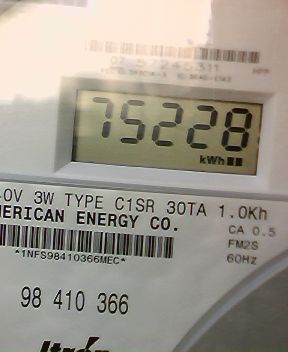 75228
kWh
0V 3W TYPE C1SR 30TA 1.0Kh
MERICAN ENERGY CO.
CA 0.5
FM2S
*1NFS98410366MEC*
60Hz
98 410 366
Itron